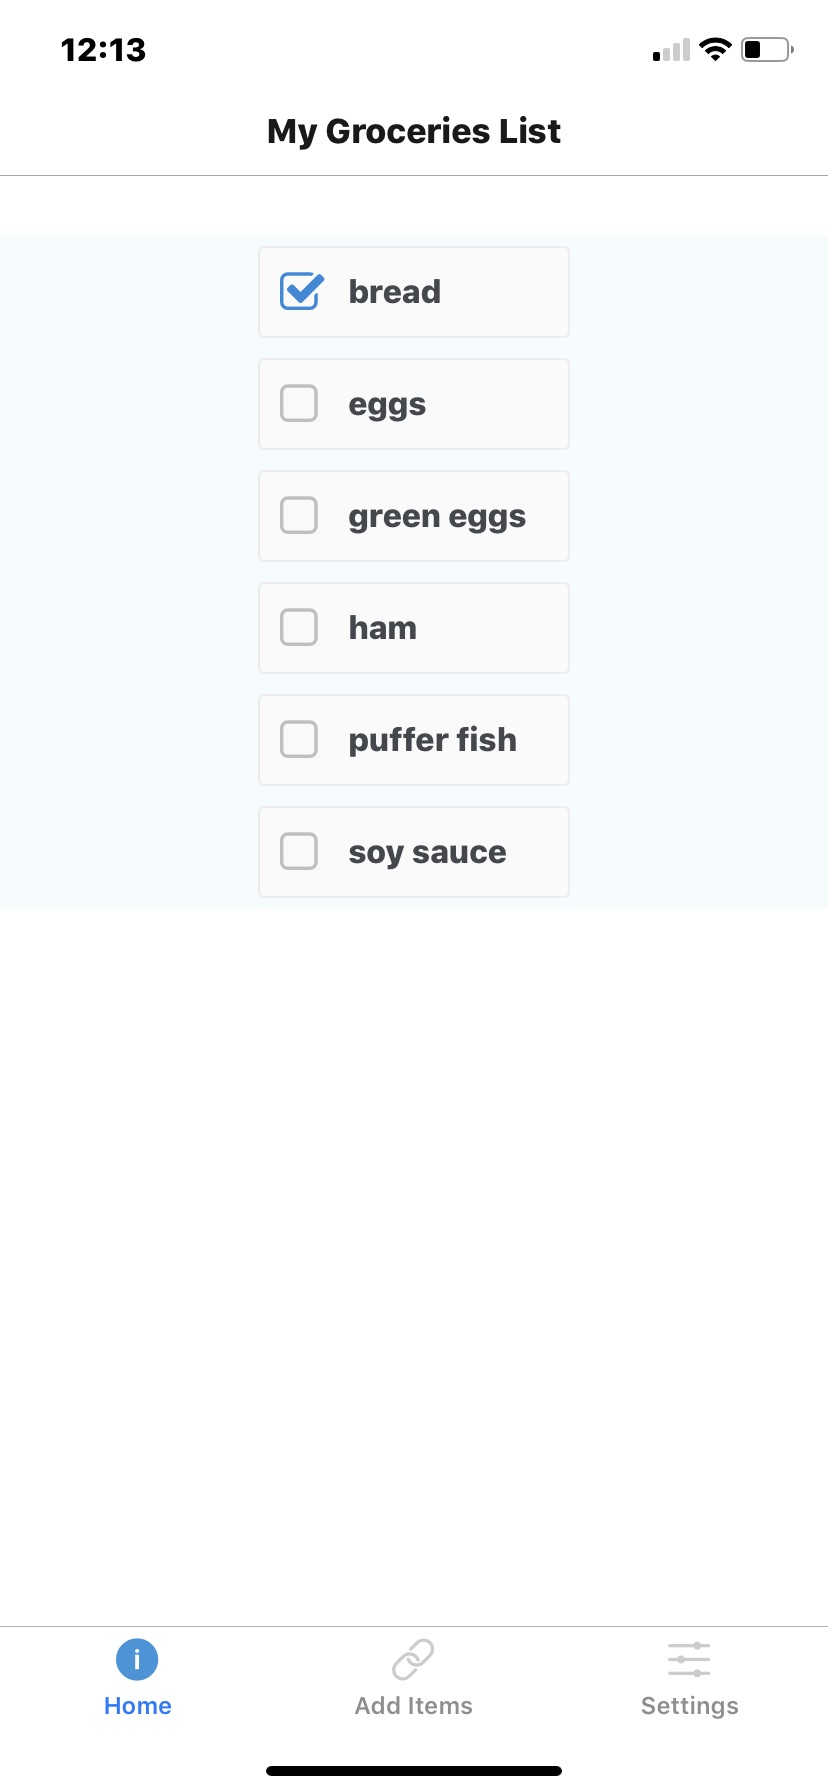 12:13
My Groceries List
bread
eggs
green eggs
ham
puffer fish
soy sauce
Home
Add Items
Settings